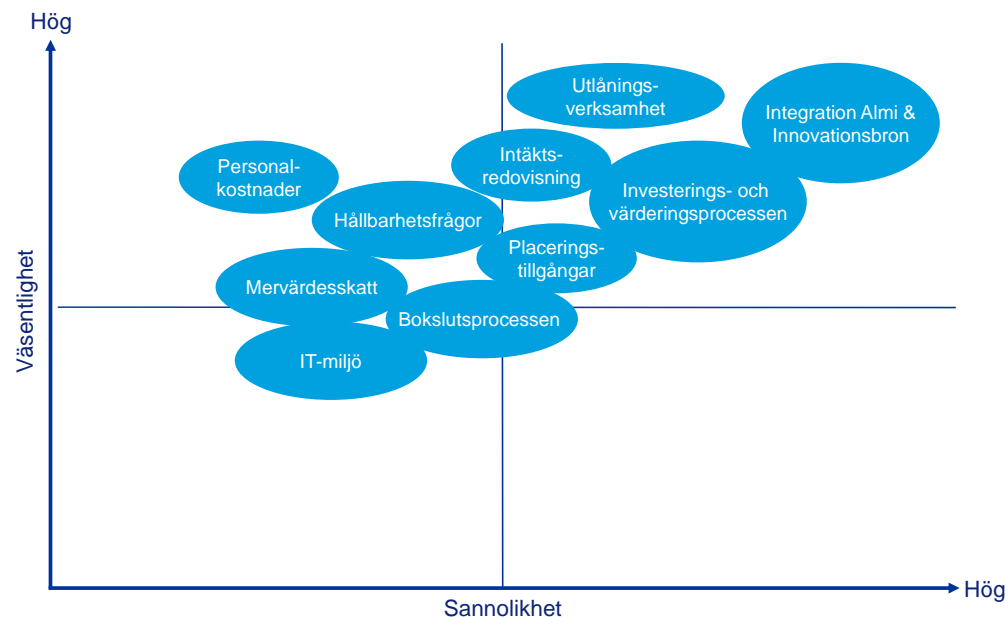 Hög
Utlånings-
verksamhet
Integration Almi &
Innovationsbron
Personal-
kostnader
Intäkts-
redovisning
Investerings- och
värderingsprocessen
Hållbarhetsfrågor
Placerings-
tillgångar
Mervärdesskatt
Bokslutsprocessen
IT-miljö
Väsentlighet
Sannolikhet
Hög